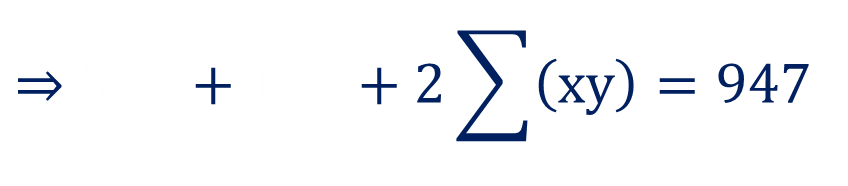 ⇒ + + 2 ∑(xy) = 947